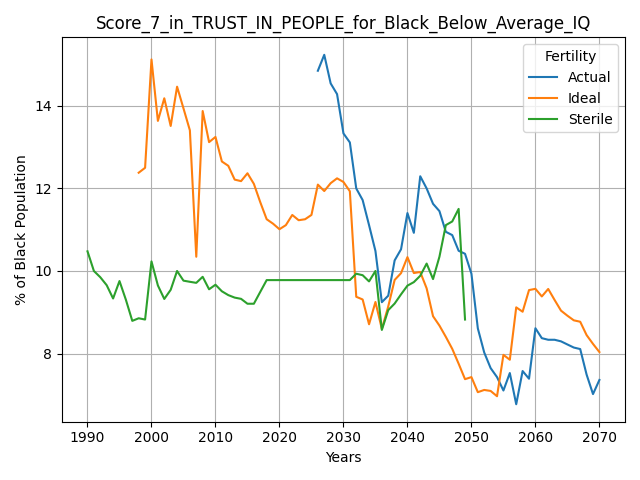 Score_7_in_TRUST_IN_PEOPLE_for_Black_Below_Average_IQ
Fertility
Actual
Ideal
Sterile
14
12
10
8
% of Black Population
1990 2000 2010 2020 2030 2040 2050 2060 2070
Years